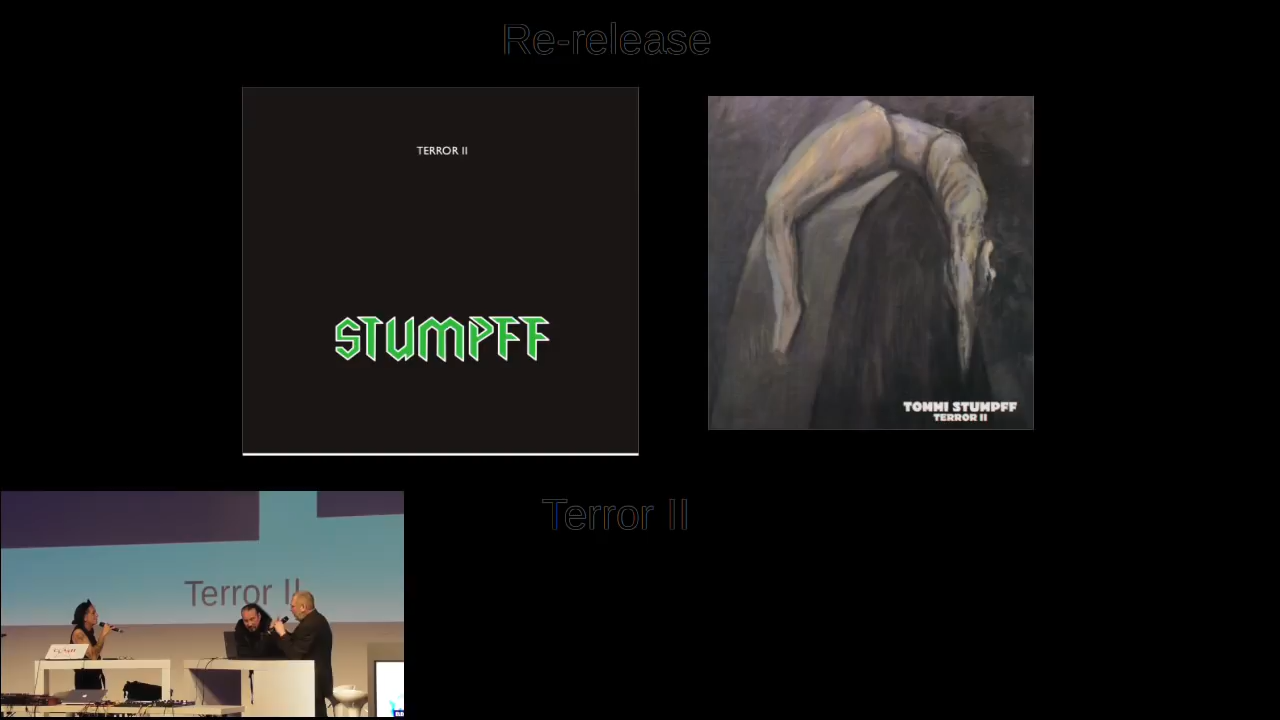 Re-release
TERROR II
STUMPFF
TOMMI STUMPFF
TERROR II
Terror II
Terror II